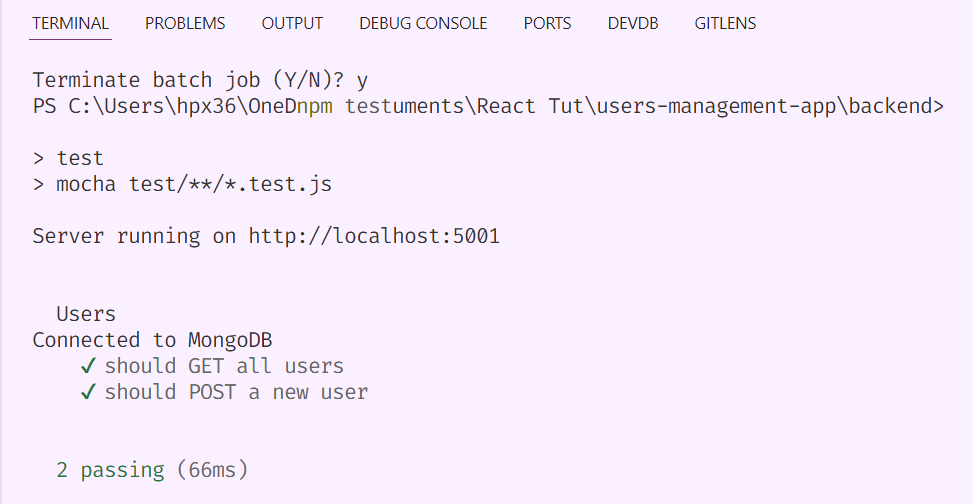 TERMINAL PROBLEMS OUTPUT DEBUG CONSOLE PORTS DEVDB GITLENS
Terminate batch job (Y/N)? y
PS C:\Users\hpx36\OneDnpm testuments\React Tut\users-management-app\backend>
> test
> mocha test/**/*.test.js
Server running on http://localhost:5001
Users
Connected to MongoDB
✓ should GET all users
✓ should POST a new user
2 passing (66ms)